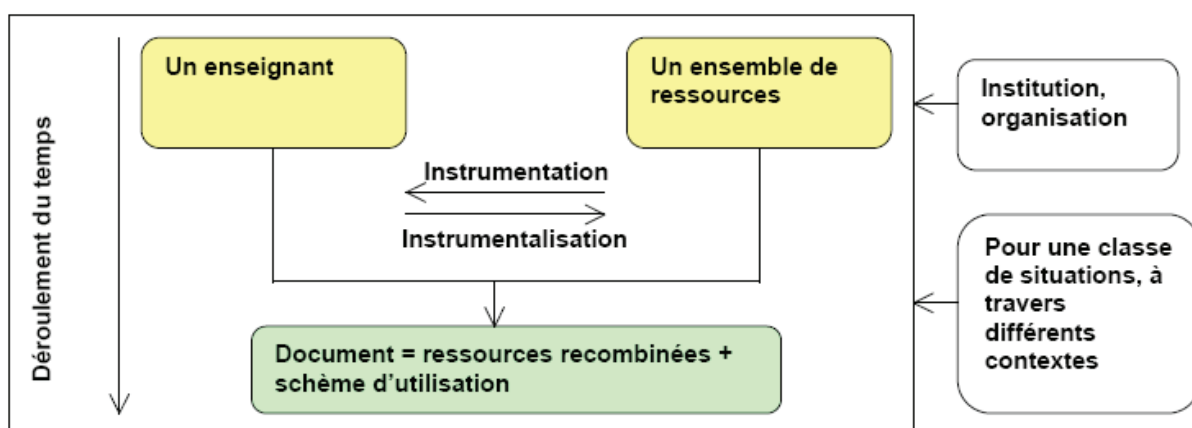 Déroulement du temps
Un enseignant
Un ensemble de
ressources
Institution,
organisation
Instrumentation
Instrumentalisation
Pour une classe
de situations, à
travers
différents
contextes
Document = ressources recombinées +
schème d'utilisation